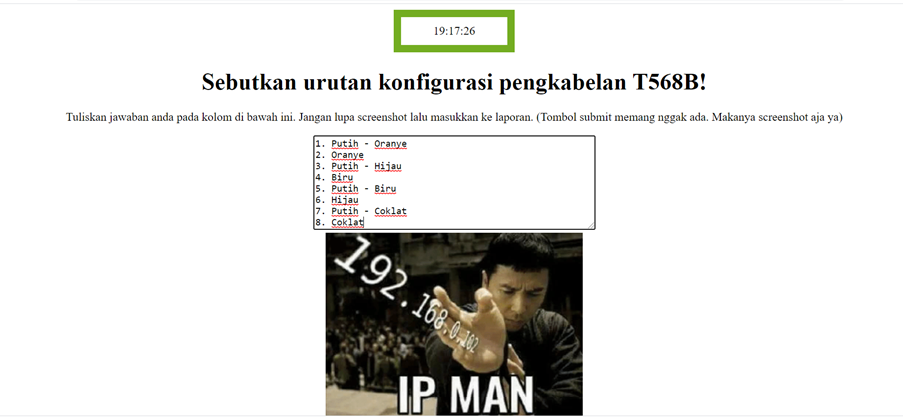 19:17:26
Sebutkan urutan konfigurasi pengkabelan T568B!
Tuliskan jawaban anda pada kolom di bawah ini. Jangan lupa screenshot lalu masukkan ke laporan. (Tombol submit memang nggak ada. Makanya screenshot aja ya)
1. Putih - Oranye
2. Oranye
3. Putih - Hijau
4. Biru
5. Putih - Biru
6. Hijau
7. Putih - Coklat
8. Coklat
192.168.0.102
IP MAN